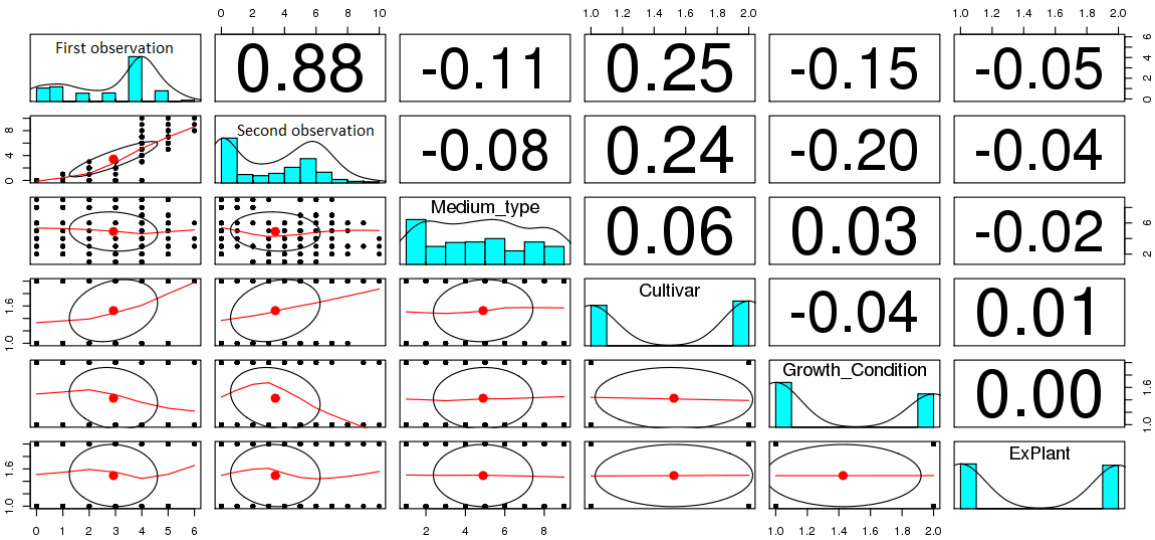 0 2 4 6 8 10
1.0 1.2 1.4 1.6 1.8 2.0
1.0 1.2 1.4 1.6 1.8 2.0
First observation
0.88
-0.11
0.25
-0.15
-0.05
0 2 4 6
0 4 8
Second observation
-0.08
0.24
-0.20
-0.04
Medium_type
0.06
0.03
-0.02
2 6
1.0 1.6
Cultivar
-0.04
0.01
Growth_Condition
0.00
1.0 1.6
1.0 1.6
ExPlant
0 1 2 3 4 5 6
2 4 6 8
1.0 1.2 1.4 1.6 1.8 2.0